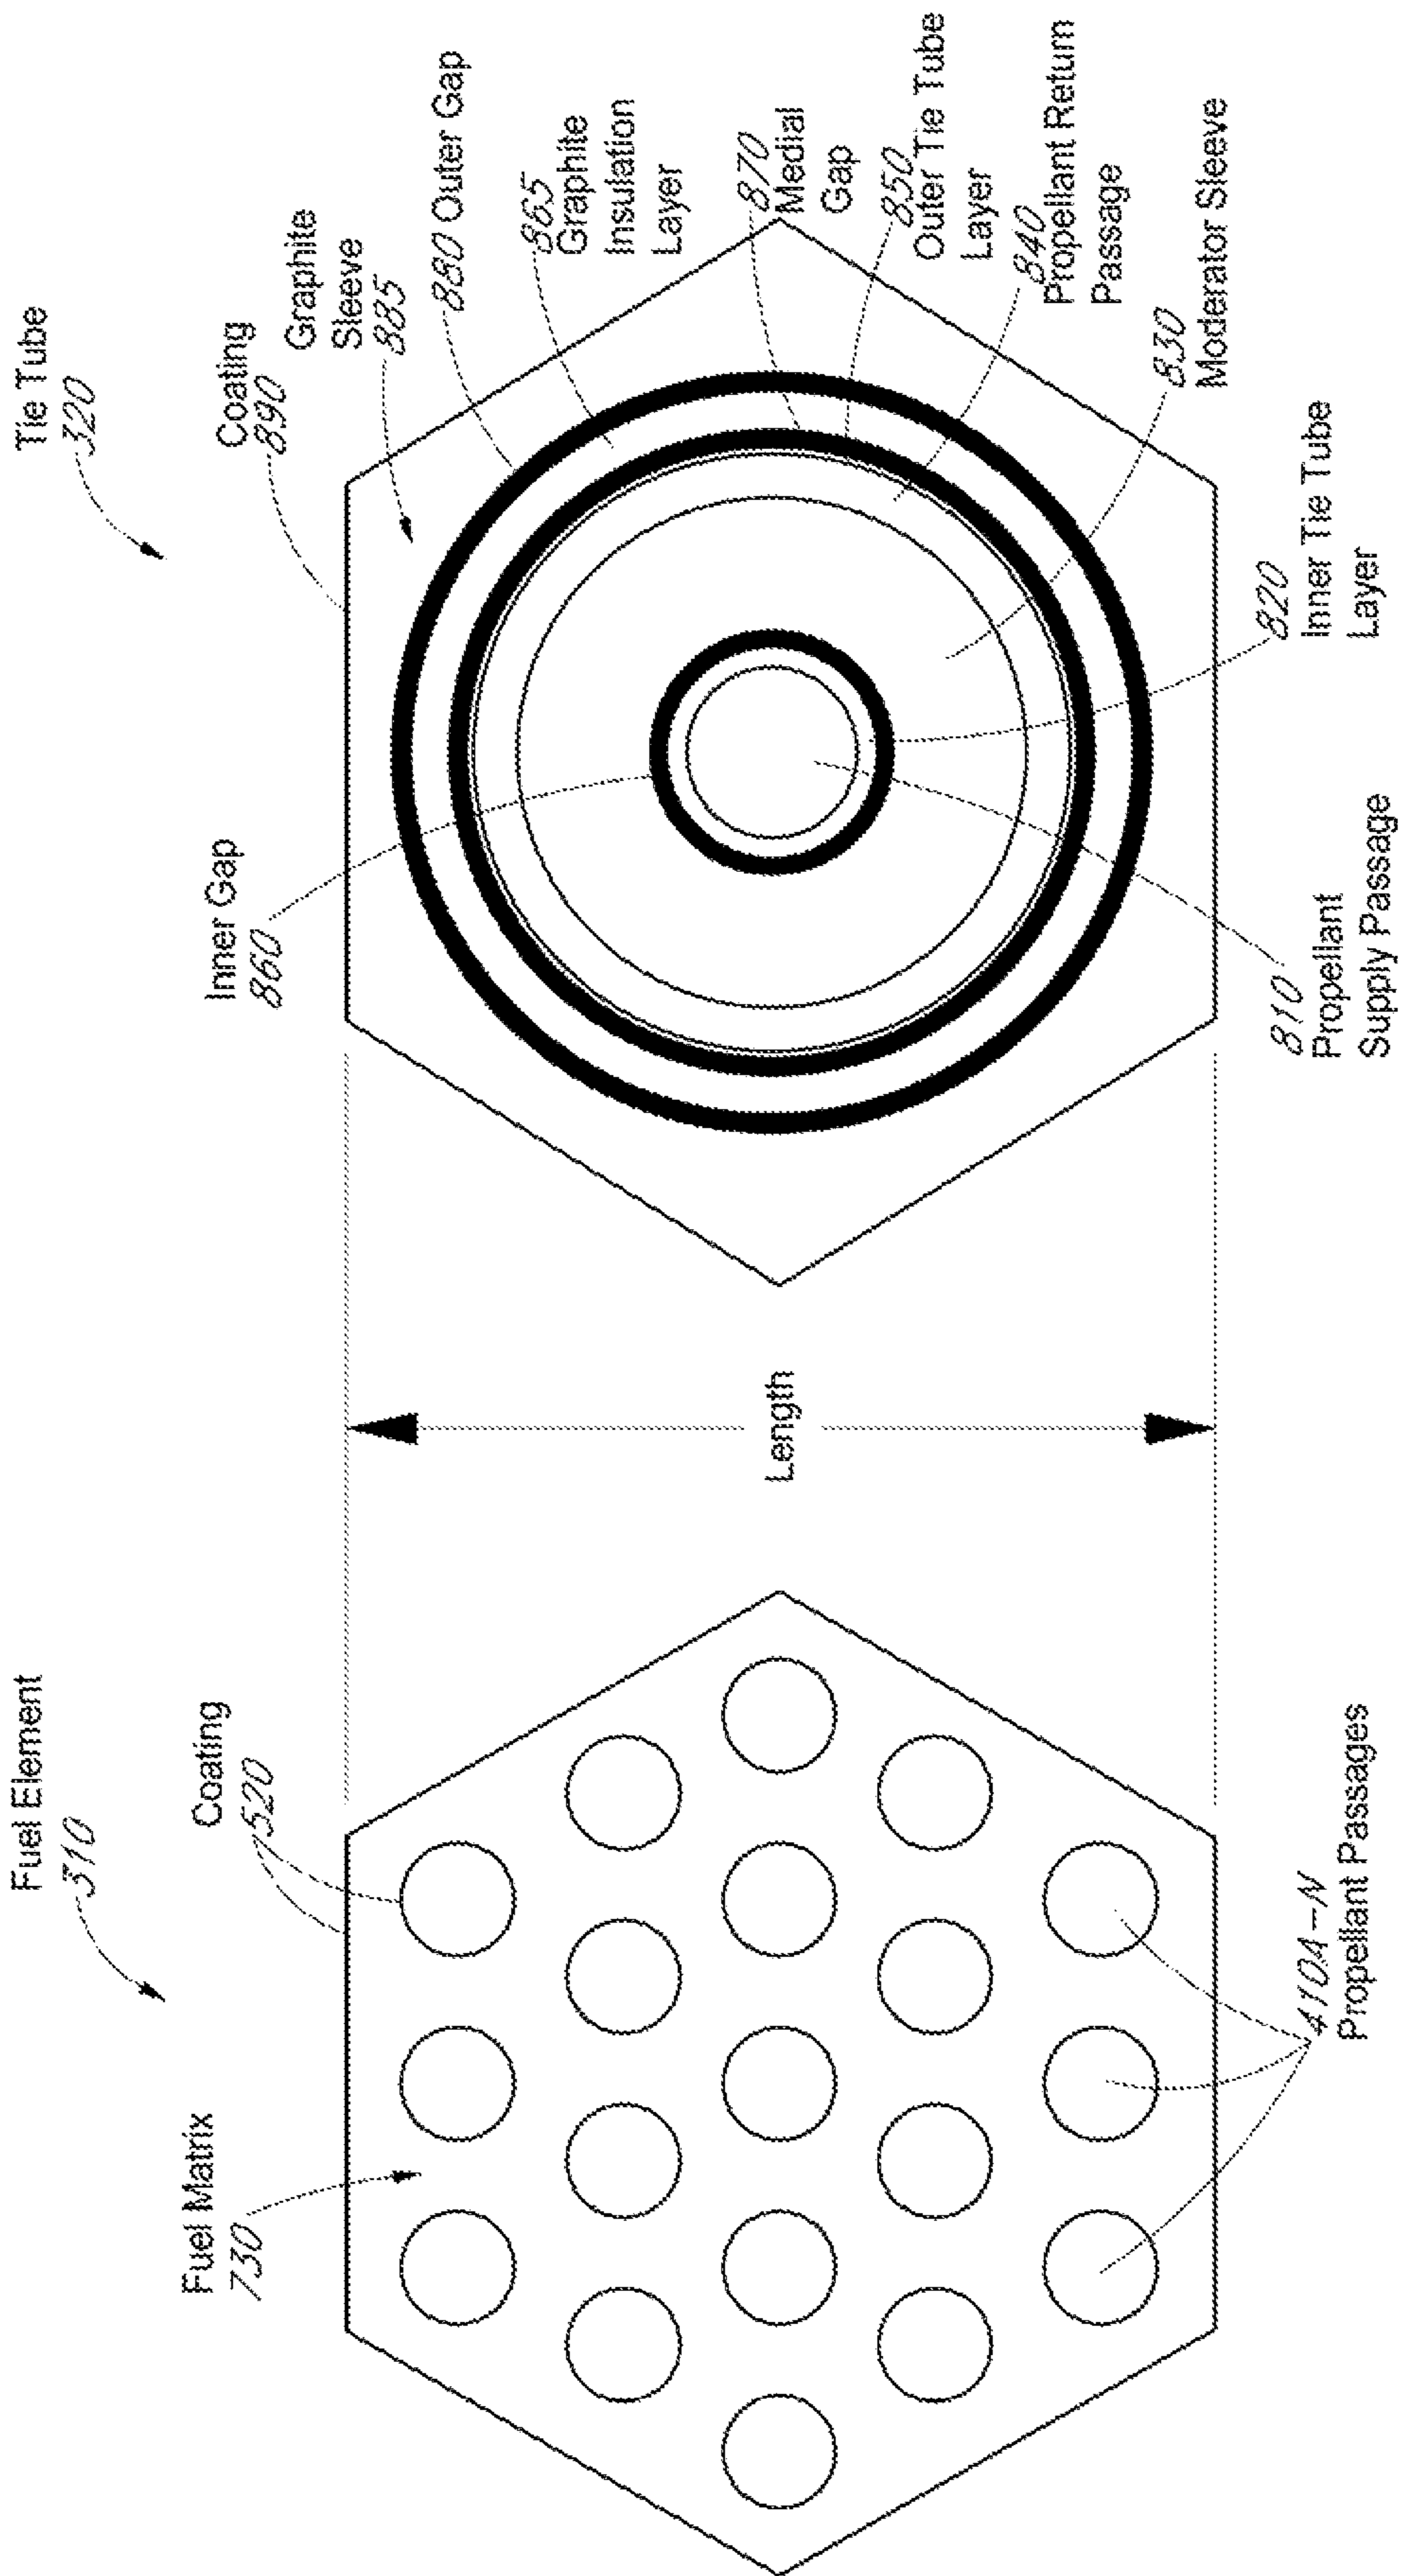 Fuel Element
310
Fuel Matrix
730
Coating
520
410A-N
Propellant Passages
Length
Tie Tube
320
Inner Gap
860
Coating
890
Graphite
Sleeve
885
880 Outer Gap
865
Graphite
Insulation
Layer
870
Medial
Gap
850
Outer Tie Tube
Layer
840
Propellant Return
Passage
830
Moderator Sleeve
820
Inner Tie Tube
Layer
810
Propellant
Supply Passage